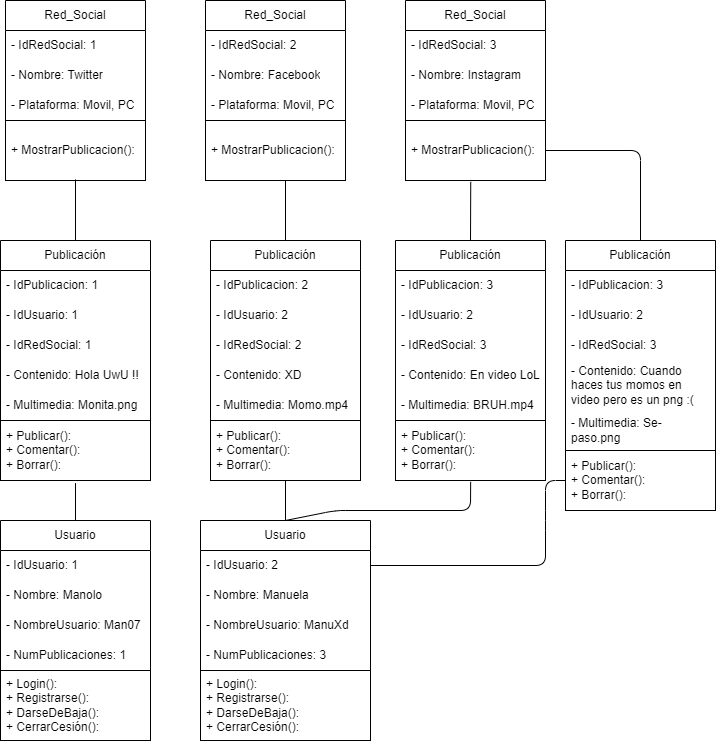 Red_Social
- IdRedSocial: 1
- Nombre: Twitter
- Plataforma: Movil, PC
+ MostrarPublicacion():
Red_Social
- IdRedSocial: 2
- Nombre: Facebook
- Plataforma: Movil, PC
+ MostrarPublicacion():
Red_Social
- IdRedSocial: 3
- Nombre: Instagram
- Plataforma: Movil, PC
+ MostrarPublicacion():
Publicación
- IdPublicacion: 1
- IdUsuario: 1
- IdRedSocial: 1
- Contenido: Hola UwU !!
- Multimedia: Monita.png
+ Publicar():
+ Comentar():
+ Borrar():
Publicación
- IdPublicacion: 2
- IdUsuario: 2
- IdRedSocial: 2
- Contenido: XD
- Multimedia: Momo.mp4
+ Publicar():
+ Comentar():
+ Borrar():
Publicación
- IdPublicacion: 3
- IdUsuario: 2
- IdRedSocial: 3
- Contenido: En video LoL
- Multimedia: BRUH.mp4
+ Publicar():
+ Comentar():
+ Borrar():
Publicación
- IdPublicacion: 3
- IdUsuario: 2
- IdRedSocial: 3
- Contenido: Cuando
haces tus momos en
video pero es un png :(
- Multimedia: Se-
paso.png
+ Publicar():
+ Comentar():
+ Borrar():
Usuario
- IdUsuario: 1
- Nombre: Manolo
- NombreUsuario: Man07
- NumPublicaciones: 1
+ Login():
+ Registrarse():
+ DarseDeBaja():
+ CerrarCesión():
Usuario
- IdUsuario: 2
- Nombre: Manuela
- NombreUsuario: ManuXd
- NumPublicaciones: 3
+ Login():
+ Registrarse():
+ DarseDeBaja():
+ CerrarCesión():